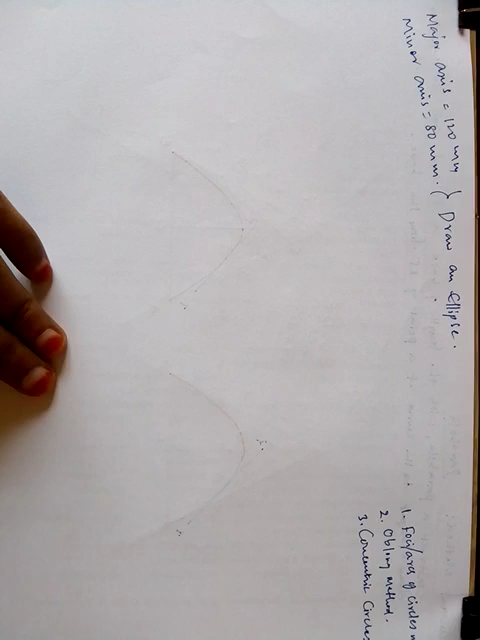 Major axis = 120 mm } Draw an Ellipse.
Minor axis = 80 mm.
1. Foci/arcs of circles
2. Oblong Method.
3. Concentric Circles